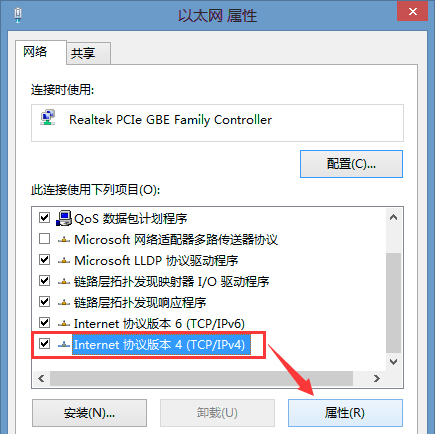 以太网 属性
网络 共享
连接时使用:
Realtek PCIe GBE Family Controller
配置(C)...
此连接使用下列项目(O):
QoS 数据包计划程序
Microsoft 网络适配器多路传送器协议
Microsoft LLDP 协议驱动程序
链路层拓扑发现映射器 I/O 驱动程序
链路层拓扑发现响应程序
Internet 协议版本 6 (TCP/IPv6)
Internet 协议版本 4 (TCP/IPv4)
安装(N)... 卸载(U) 属性(R)